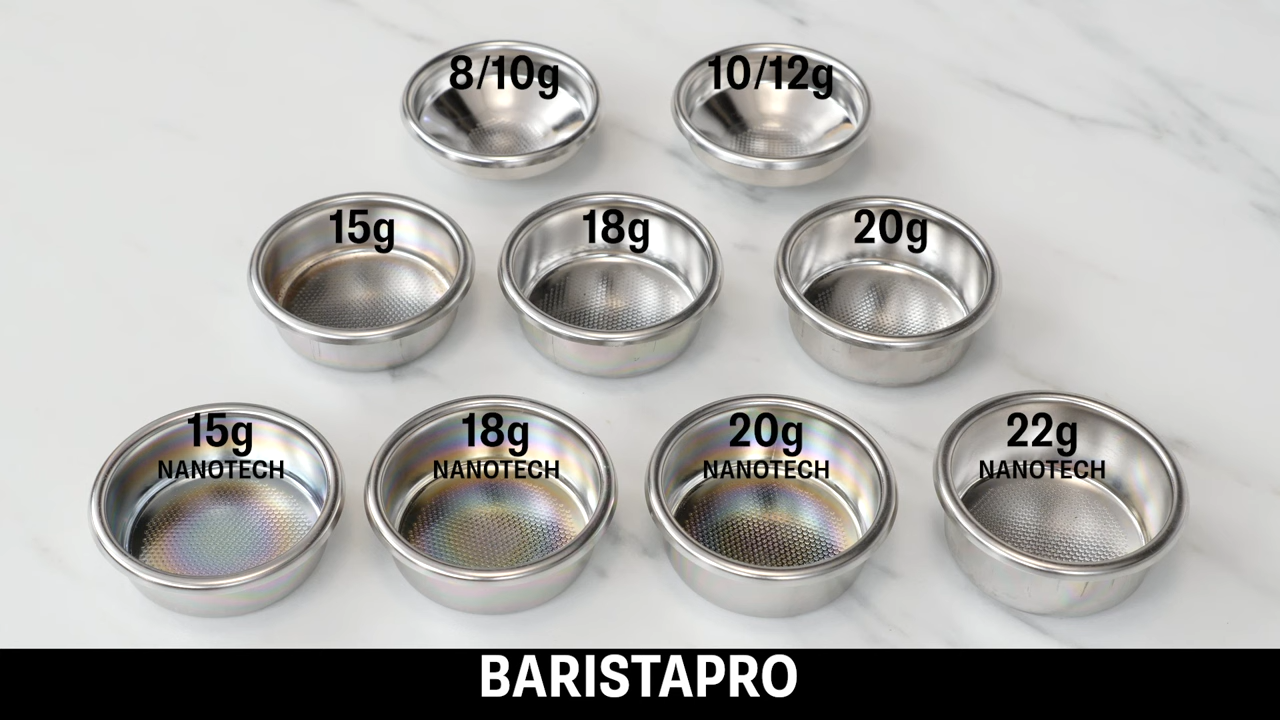 8/10g
10/12g
15g
18g
20g
15g
NANOTECH
18g
NANOTECH
20g
NANOTECH
22g
NANOTECH
BARISTAPRO